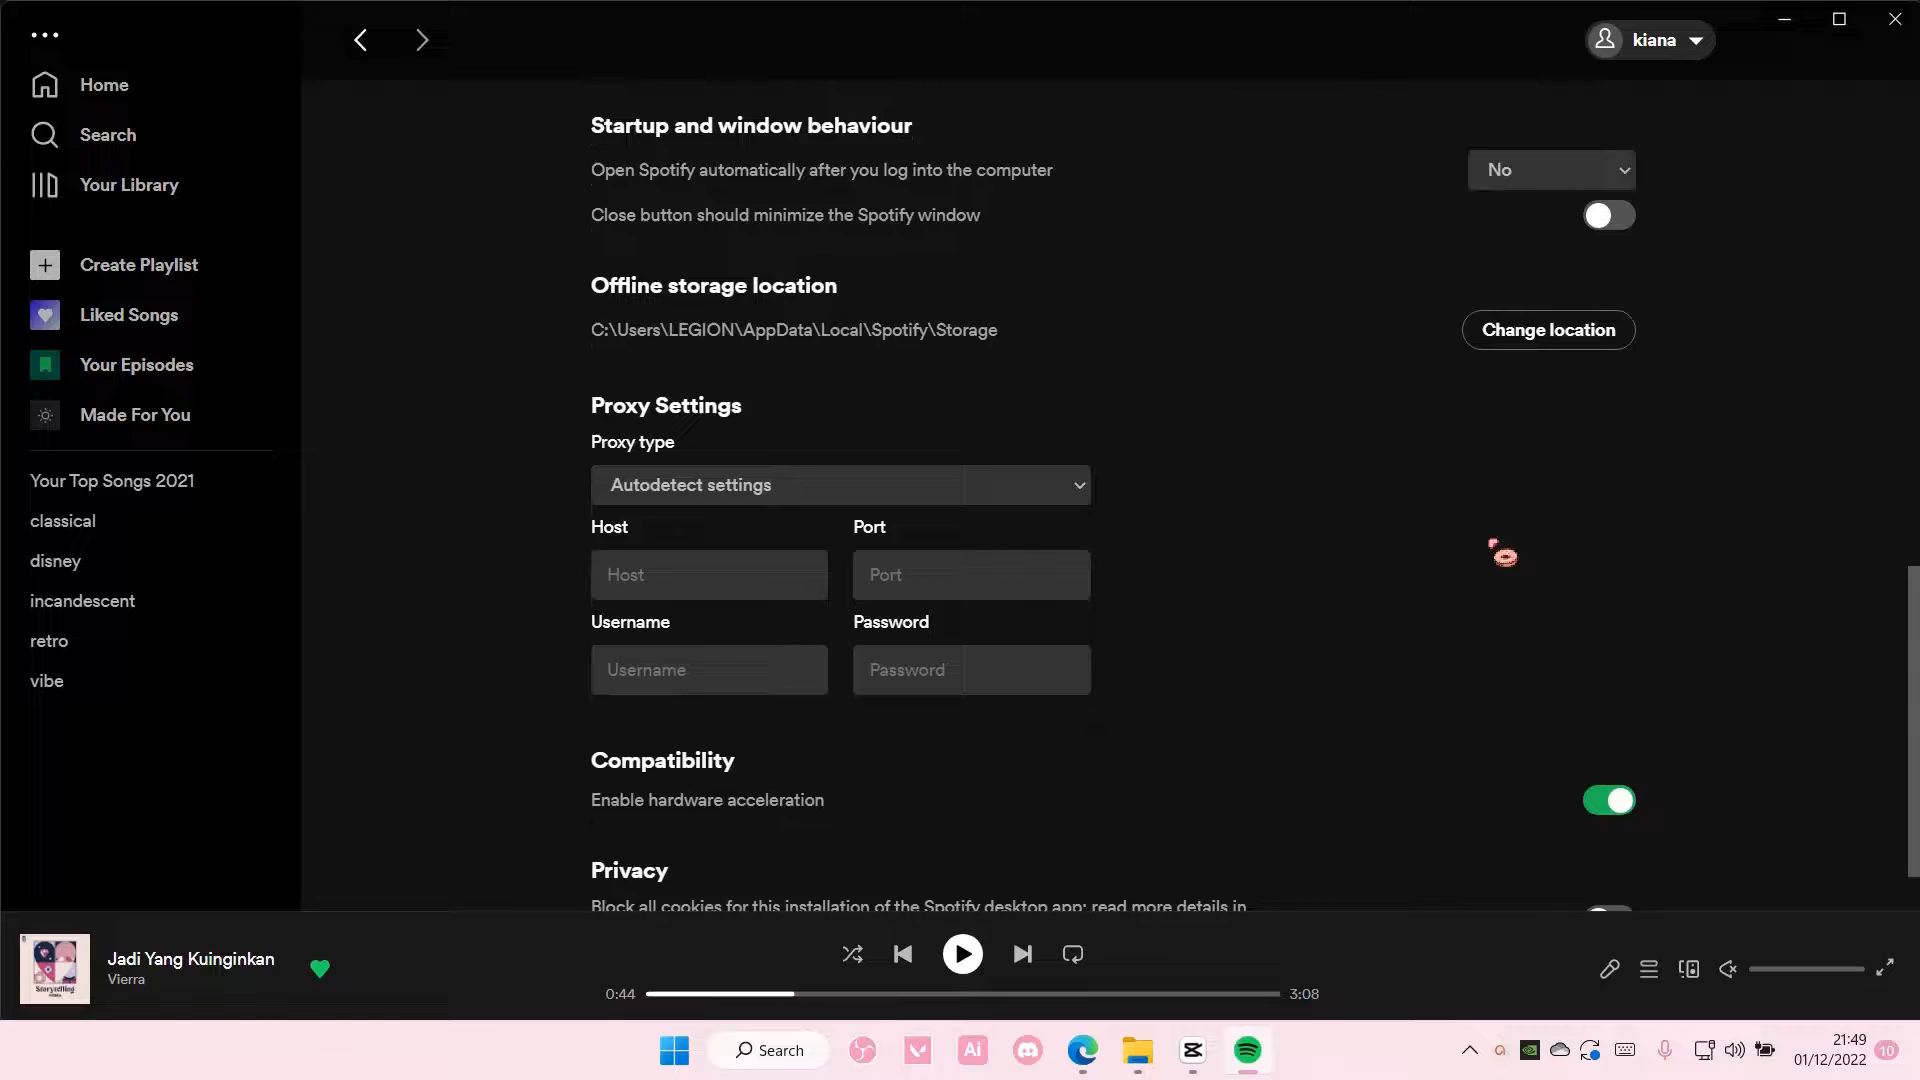 kiana
Home
Search
Your Library
Create Playlist
Liked Songs
Your Episodes
Made For You
Your Top Songs 2021
classical
disney
incandescent
retro
vibe
Startup and window behaviour
Open Spotify automatically after you log into the computer
No
Close button should minimize the Spotify window
Offline storage location
C:\Users\LEGION\AppData\Local\Spotify\Storage
Change location
Proxy Settings
Proxy type
Autodetect settings
Host Port
Host Port
Username Password
Username Password
Compatibility
Enable hardware acceleration
Privacy
Block all cookies for this installation of the Spotify desktop app; read more details in
Storytelling
Jadi Yang Kuinginkan
Vierra
0:44
3:08
Search
Ai
21:49
01/12/2022
10